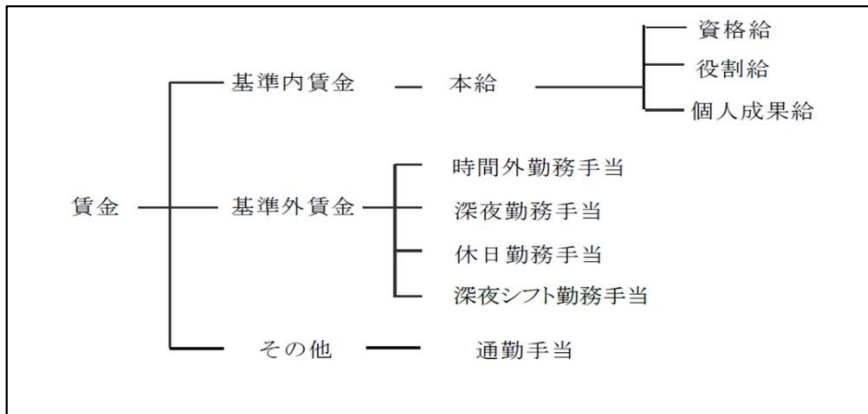 資格給
基準内賃金 本給 役割給
個人成果給
時間外勤務手当
賃金 基準外賃金 深夜勤務手当
休日勤務手当
深夜シフト勤務手当
その他 通勤手当